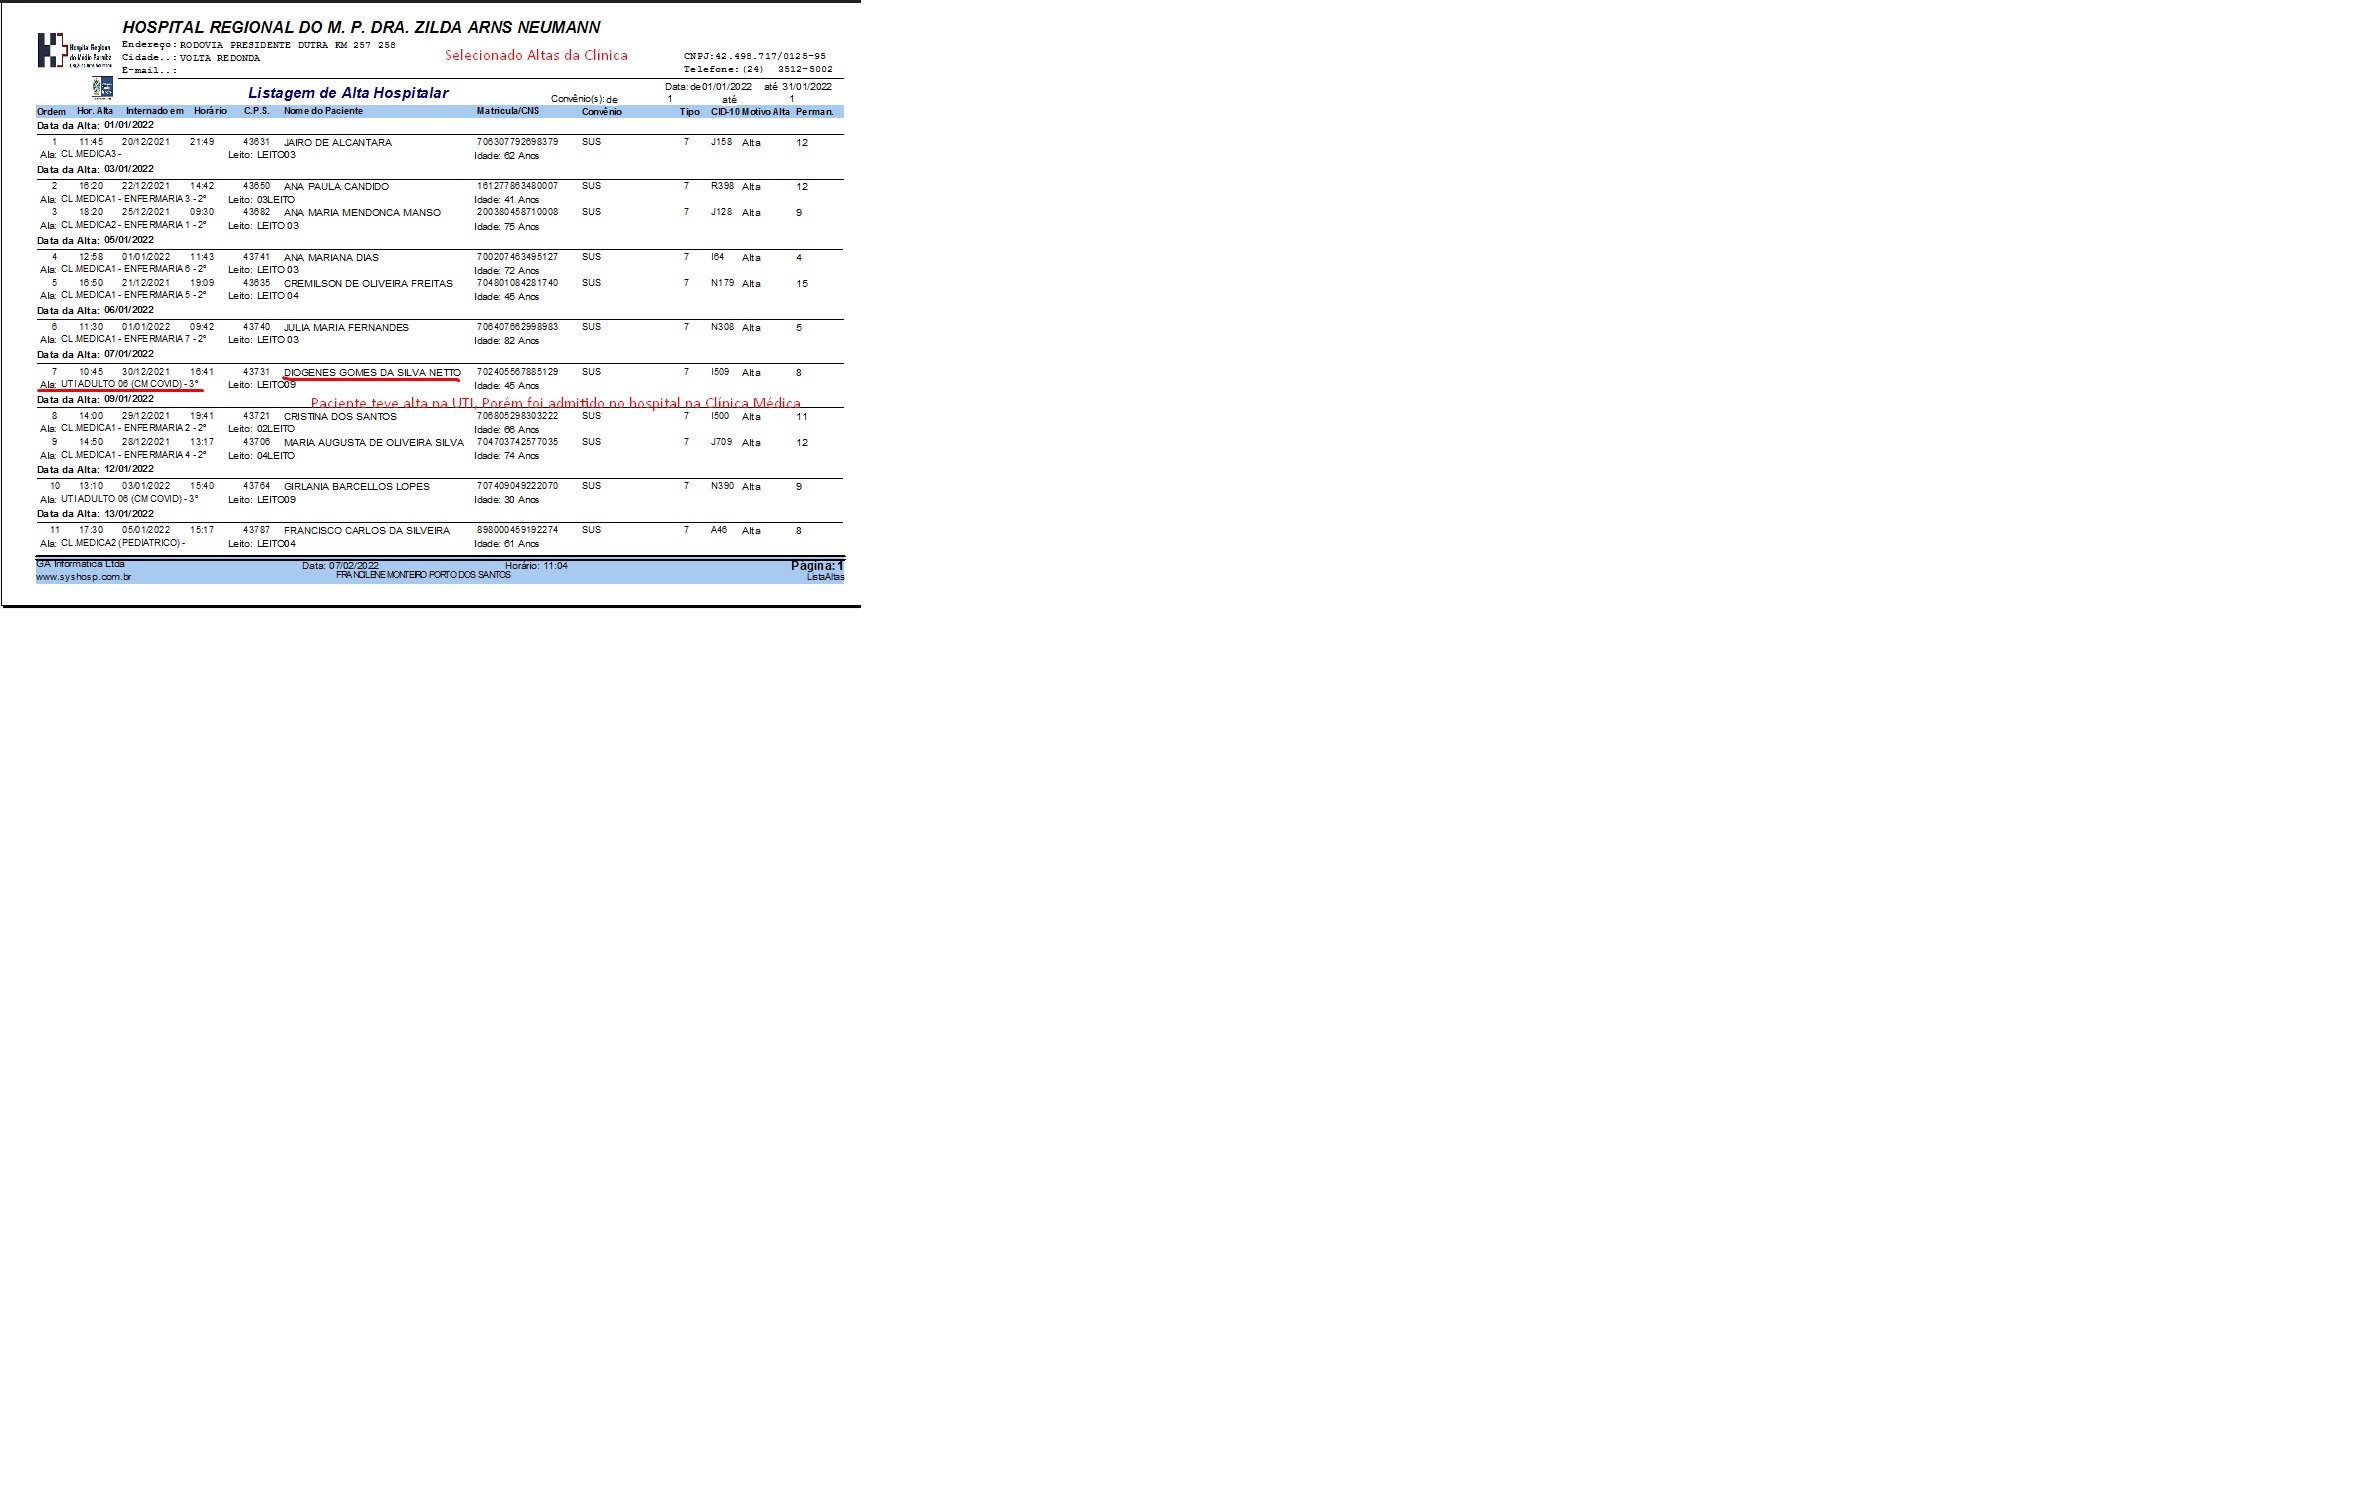 HOSPITAL REGIONAL DO M. P. DRA. ZILDA ARNS NEUMANN
Hospital Regional
do Médio Paraíba
Endereço: RODOVIA PRESIDENTE DUTRA KM 257 258
Cidade..: VOLTA REDONDA
E-mail..:
Selecionado Altas da Clínica
CNPJ:42.498.717/0125-95
Telefone:(24) 3512-5002
Listagem de Alta Hospitalar
Data: de 01/01/2022 até 31/01/2022
Convênio(s): de 1 até 1
Ordem Hor. Alta Internado em Horário C.P.S. Nome do Paciente Matricula/CNS Convênio Tipo CID-10 Motivo Alta Perman.
Data da Alta: 01/01/2022
1 11:45 20/12/2021 21:49 43631 JAIRO DE ALCANTARA 706307792698379 SUS 7 J158 Alta 12
Ala: CL.MEDICA3 - Leito: LEITO03 Idade: 62 Anos
Data da Alta: 03/01/2022
2 16:20 22/12/2021 14:42 43650 ANA PAULA CANDIDO 161277863480007 SUS 7 R398 Alta 12
Ala: CL.MEDICA1 - ENFERMARIA 3 - 2º Leito: 03LEITO Idade: 41 Anos
3 18:20 25/12/2021 09:30 43682 ANA MARIA MENDONCA MANSO 200380458710008 SUS 7 J128 Alta 9
Ala: CL.MEDICA2 - ENFERMARIA 1 - 2º Leito: LEITO 03 Idade: 75 Anos
Data da Alta: 05/01/2022
4 12:58 01/01/2022 11:43 43741 ANA MARIANA DIAS 700207463495127 SUS 7 I64 Alta 4
Ala: CL.MEDICA1 - ENFERMARIA 6 - 2º Leito: LEITO 03 Idade: 72 Anos
5 16:50 21/12/2021 19:09 43635 CREMILSON DE OLIVEIRA FREITAS 704801084281740 SUS 7 N179 Alta 15
Ala: CL.MEDICA1 - ENFERMARIA 5 - 2º Leito: LEITO 04 Idade: 45 Anos
Data da Alta: 06/01/2022
6 11:30 01/01/2022 09:42 43740 JULIA MARIA FERNANDES 706407662998983 SUS 7 N308 Alta 5
Ala: CL.MEDICA1 - ENFERMARIA 7 - 2º Leito: LEITO 03 Idade: 82 Anos
Data da Alta: 07/01/2022
7 10:45 30/12/2021 16:41 43731 DIOGENES GOMES DA SILVA NETTO 702405567885129 SUS 7 I509 Alta 8
Ala: UTI ADULTO 06 (CM COVID) - 3º Leito: LEITO09 Idade: 45 Anos
Data da Alta: 09/01/2022
Paciente teve alta na UTI, Porém foi admitido no hospital na Clínica Médica
8 14:00 29/12/2021 19:41 43721 CRISTINA DOS SANTOS 706805298303222 SUS 7 I500 Alta 11
Ala: CL.MEDICA1 - ENFERMARIA 2 - 2º Leito: 02LEITO Idade: 66 Anos
9 14:50 28/12/2021 13:17 43706 MARIA AUGUSTA DE OLIVEIRA SILVA 704703742577035 SUS 7 J709 Alta 12
Ala: CL.MEDICA1 - ENFERMARIA 4 - 2º Leito: 04LEITO Idade: 74 Anos
Data da Alta: 12/01/2022
10 13:10 03/01/2022 15:40 43764 GIRLANIA BARCELLOS LOPES 707409049222070 SUS 7 N390 Alta 9
Ala: UTI ADULTO 06 (CM COVID) - 3º Leito: LEITO09 Idade: 30 Anos
Data da Alta: 13/01/2022
11 17:30 05/01/2022 15:17 43787 FRANCISCO CARLOS DA SILVEIRA 898000459192274 SUS 7 A46 Alta 8
Ala: CL.MEDICA2 (PEDIATRICO) - Leito: LEITO04 Idade: 61 Anos
GA Informatica Ltda Data: 07/02/2022 Horário: 11:04 Página: 1
www.syshosp.com.br FRANCILENE MONTEIRO PORTO DOS SANTOS ListaAltas